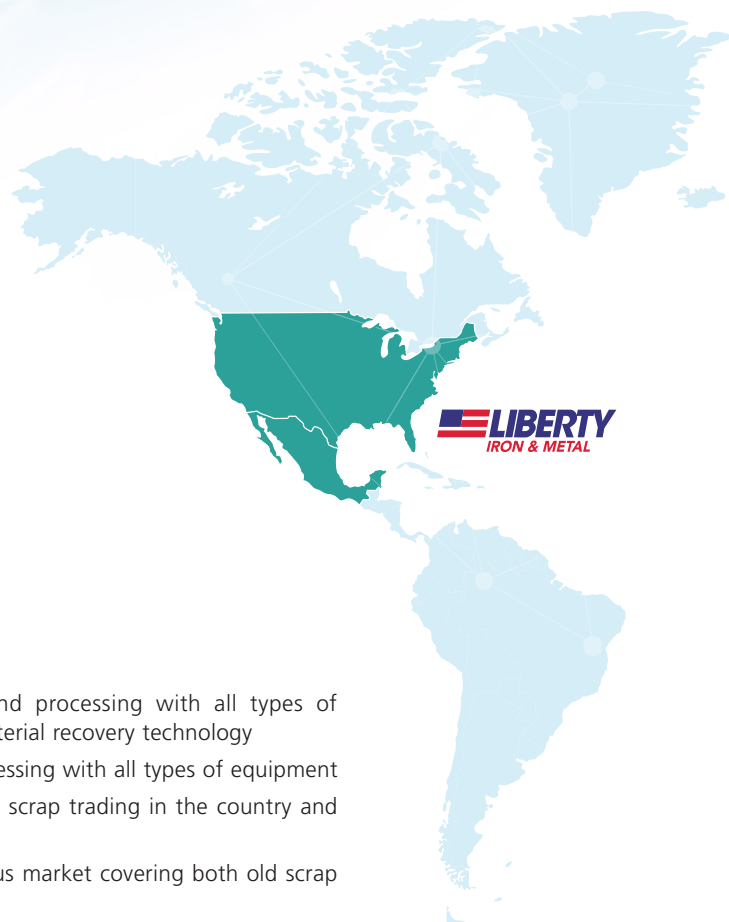 LIBERTY
IRON & METAL
nd processing with all types of
terial recovery technology
essing with all types of equipment
scrap trading in the country and
us market covering both old scrap